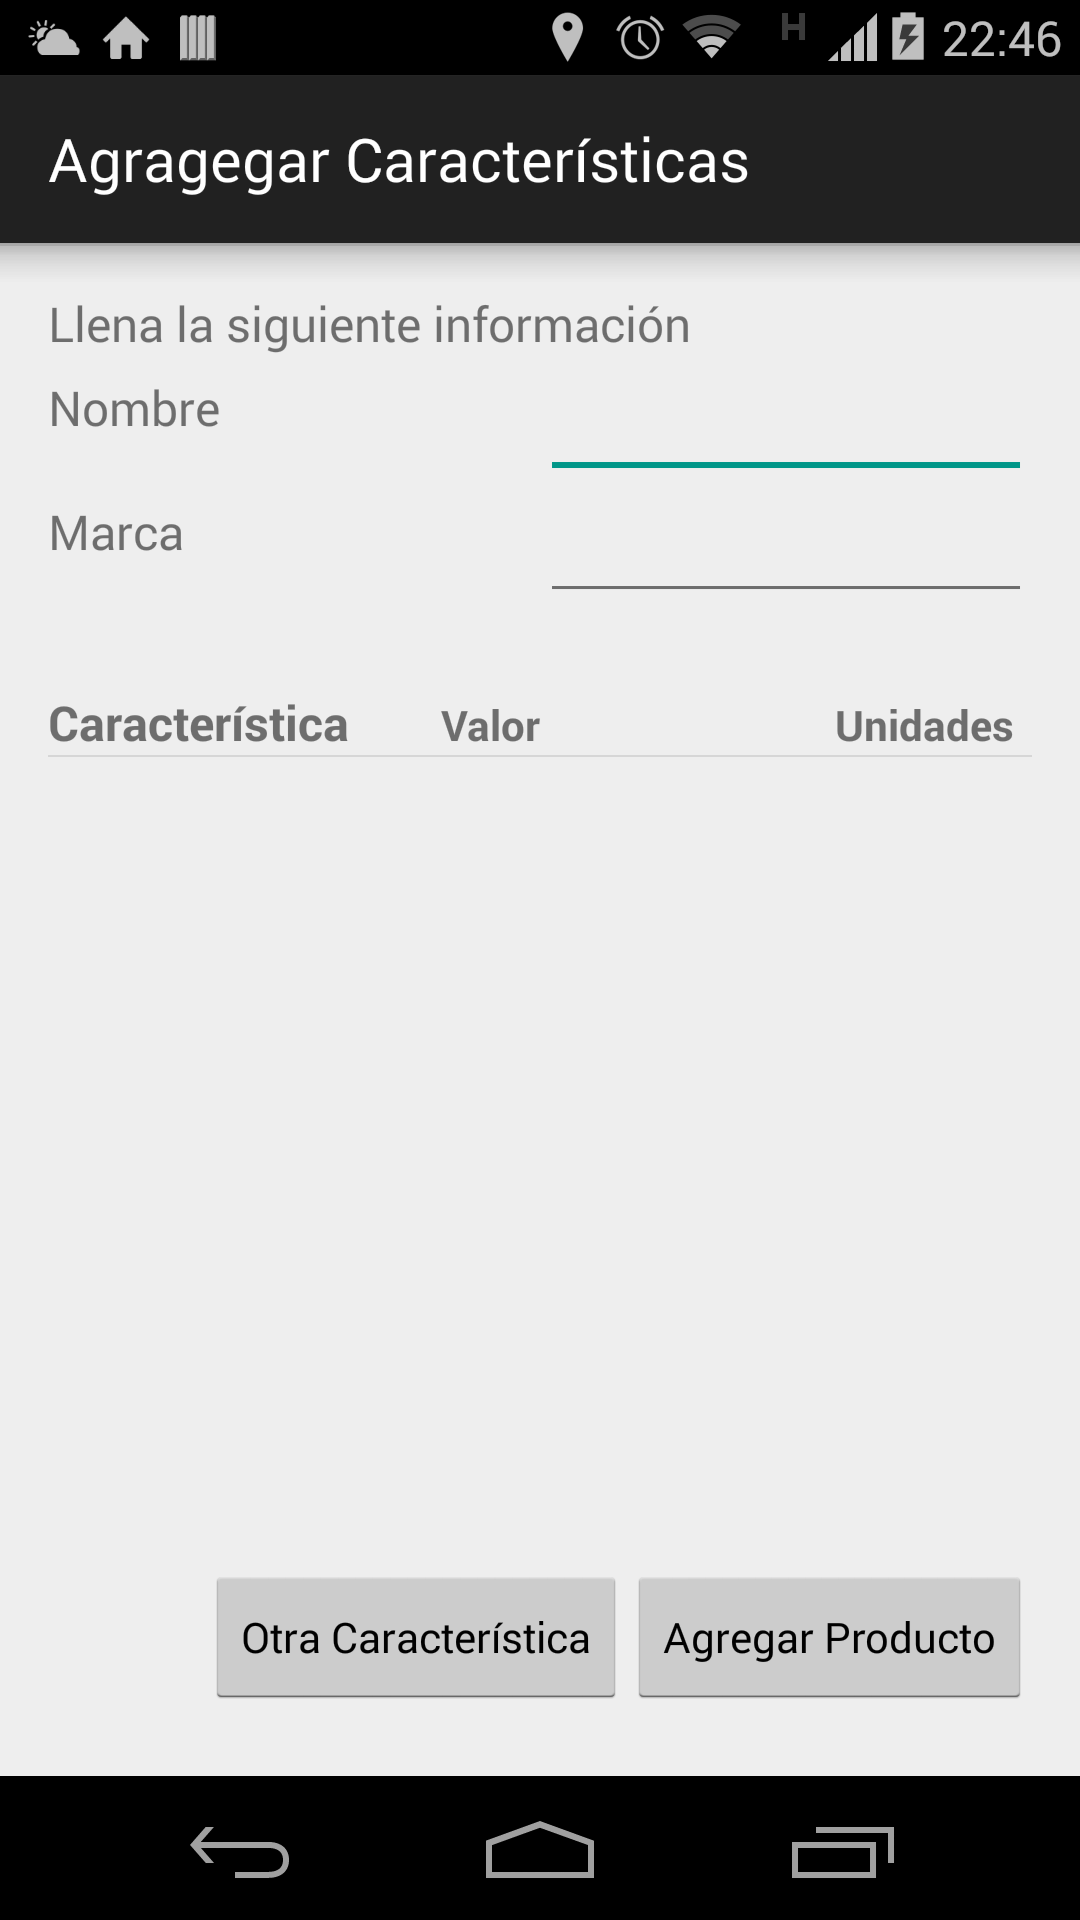 H 22:46
Agragegar Características
Llena la siguiente información
Nombre
Marca
Característica Valor Unidades
Otra Característica Agregar Producto